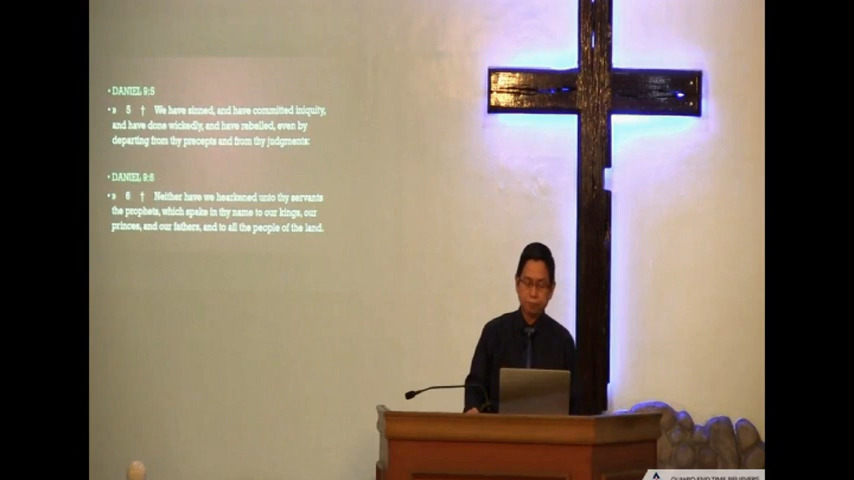 • DANIEL 9:5
• » 5 † We have sinned, and have committed iniquity,
and have done wickedly, and have rebelled, even by
departing from thy precepts and from thy judgments:
• DANIEL 9:6
• » 6 † Neither have we hearkened unto thy servants
the prophets, which spake in thy name to our kings, our
princes, and our fathers, and to all the people of the land.
END TIME BELIEVERS